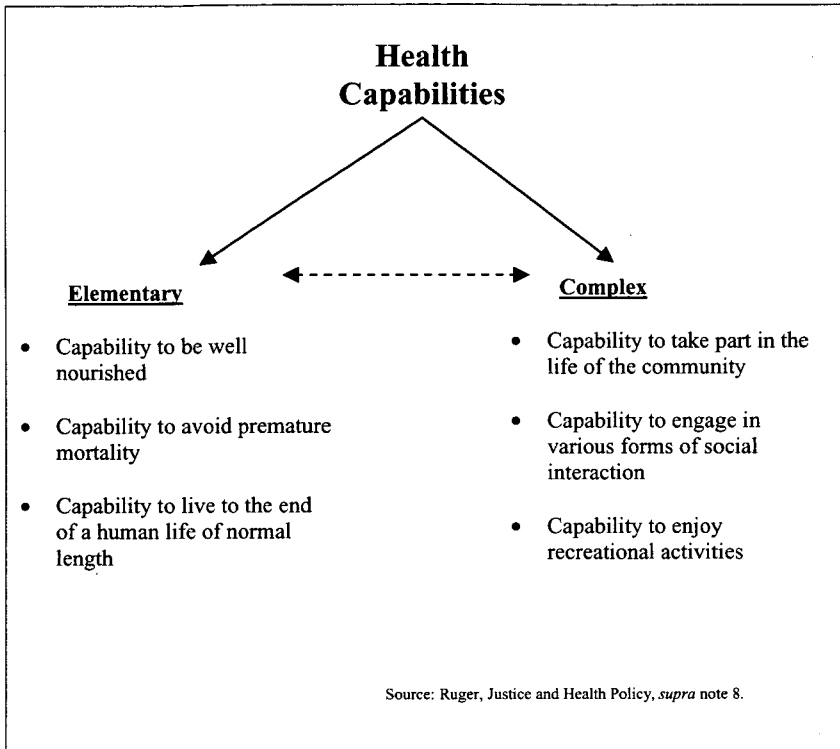 Health
Capabilities
Elementary
• Capability to be well
nourished
• Capability to avoid premature
mortality
• Capability to live to the end
of a human life of normal
length
Complex
• Capability to take part in the
life of the community
• Capability to engage in
various forms of social
interaction
• Capability to enjoy
recreational activities
Source: Ruger, Justice and Health Policy, supra note 8.